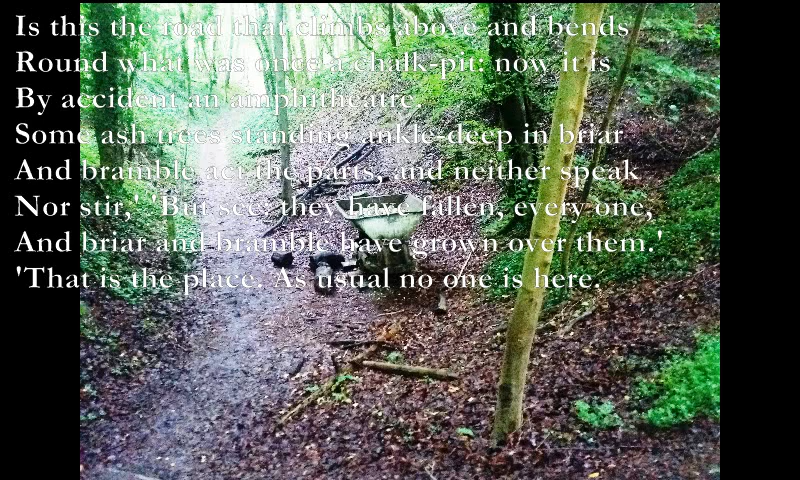 Is this the road that climbs above and bends
Round what was once a chalk-pit: now it is
By accident an amphitheatre.
Some ash trees standing ankle-deep in briar
And bramble act the parts, and neither speak
Nor stir,' 'But see: they have fallen, every one,
And briar and bramble have grown over them.'
'That is the place. As usual no one is here.